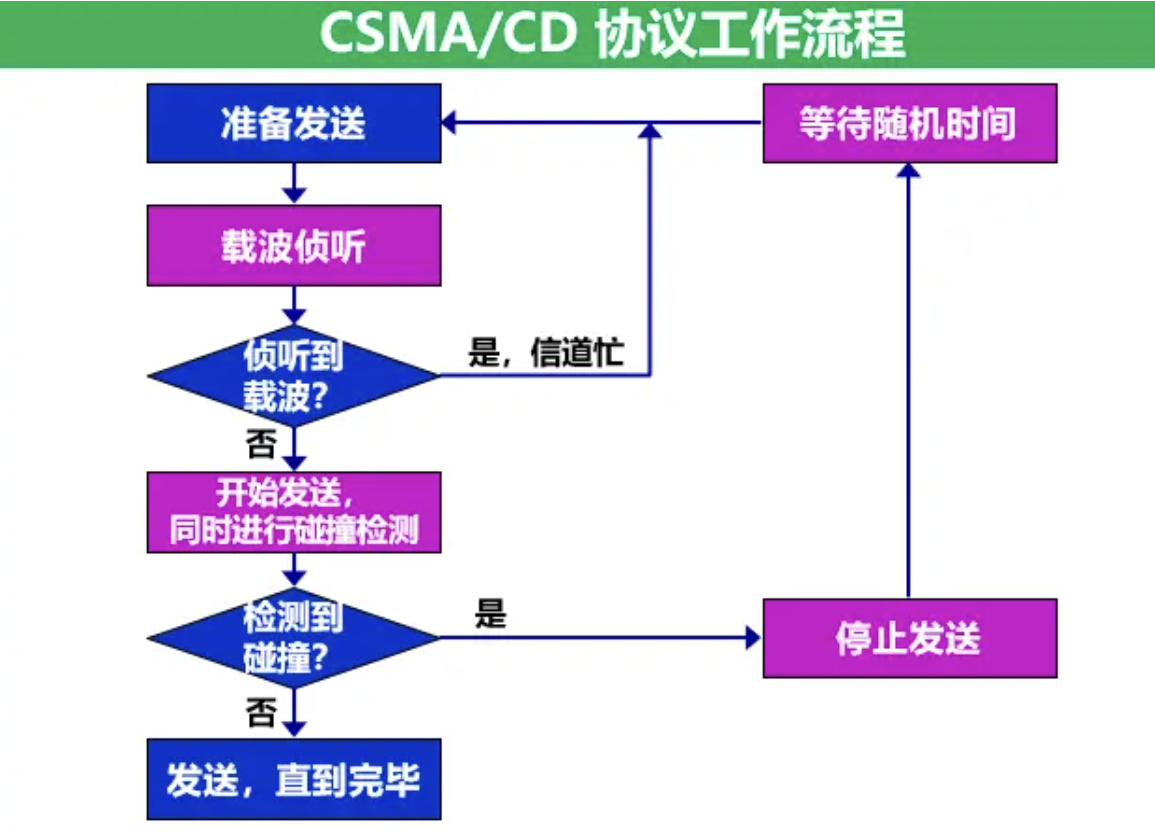 CSMA/CD 协议工作流程
准备发送
等待随机时间
载波侦听
侦听到
载波？
是，信道忙
否
开始发送，
同时进行碰撞检测
检测到
碰撞？
是
停止发送
否
发送，直到完毕